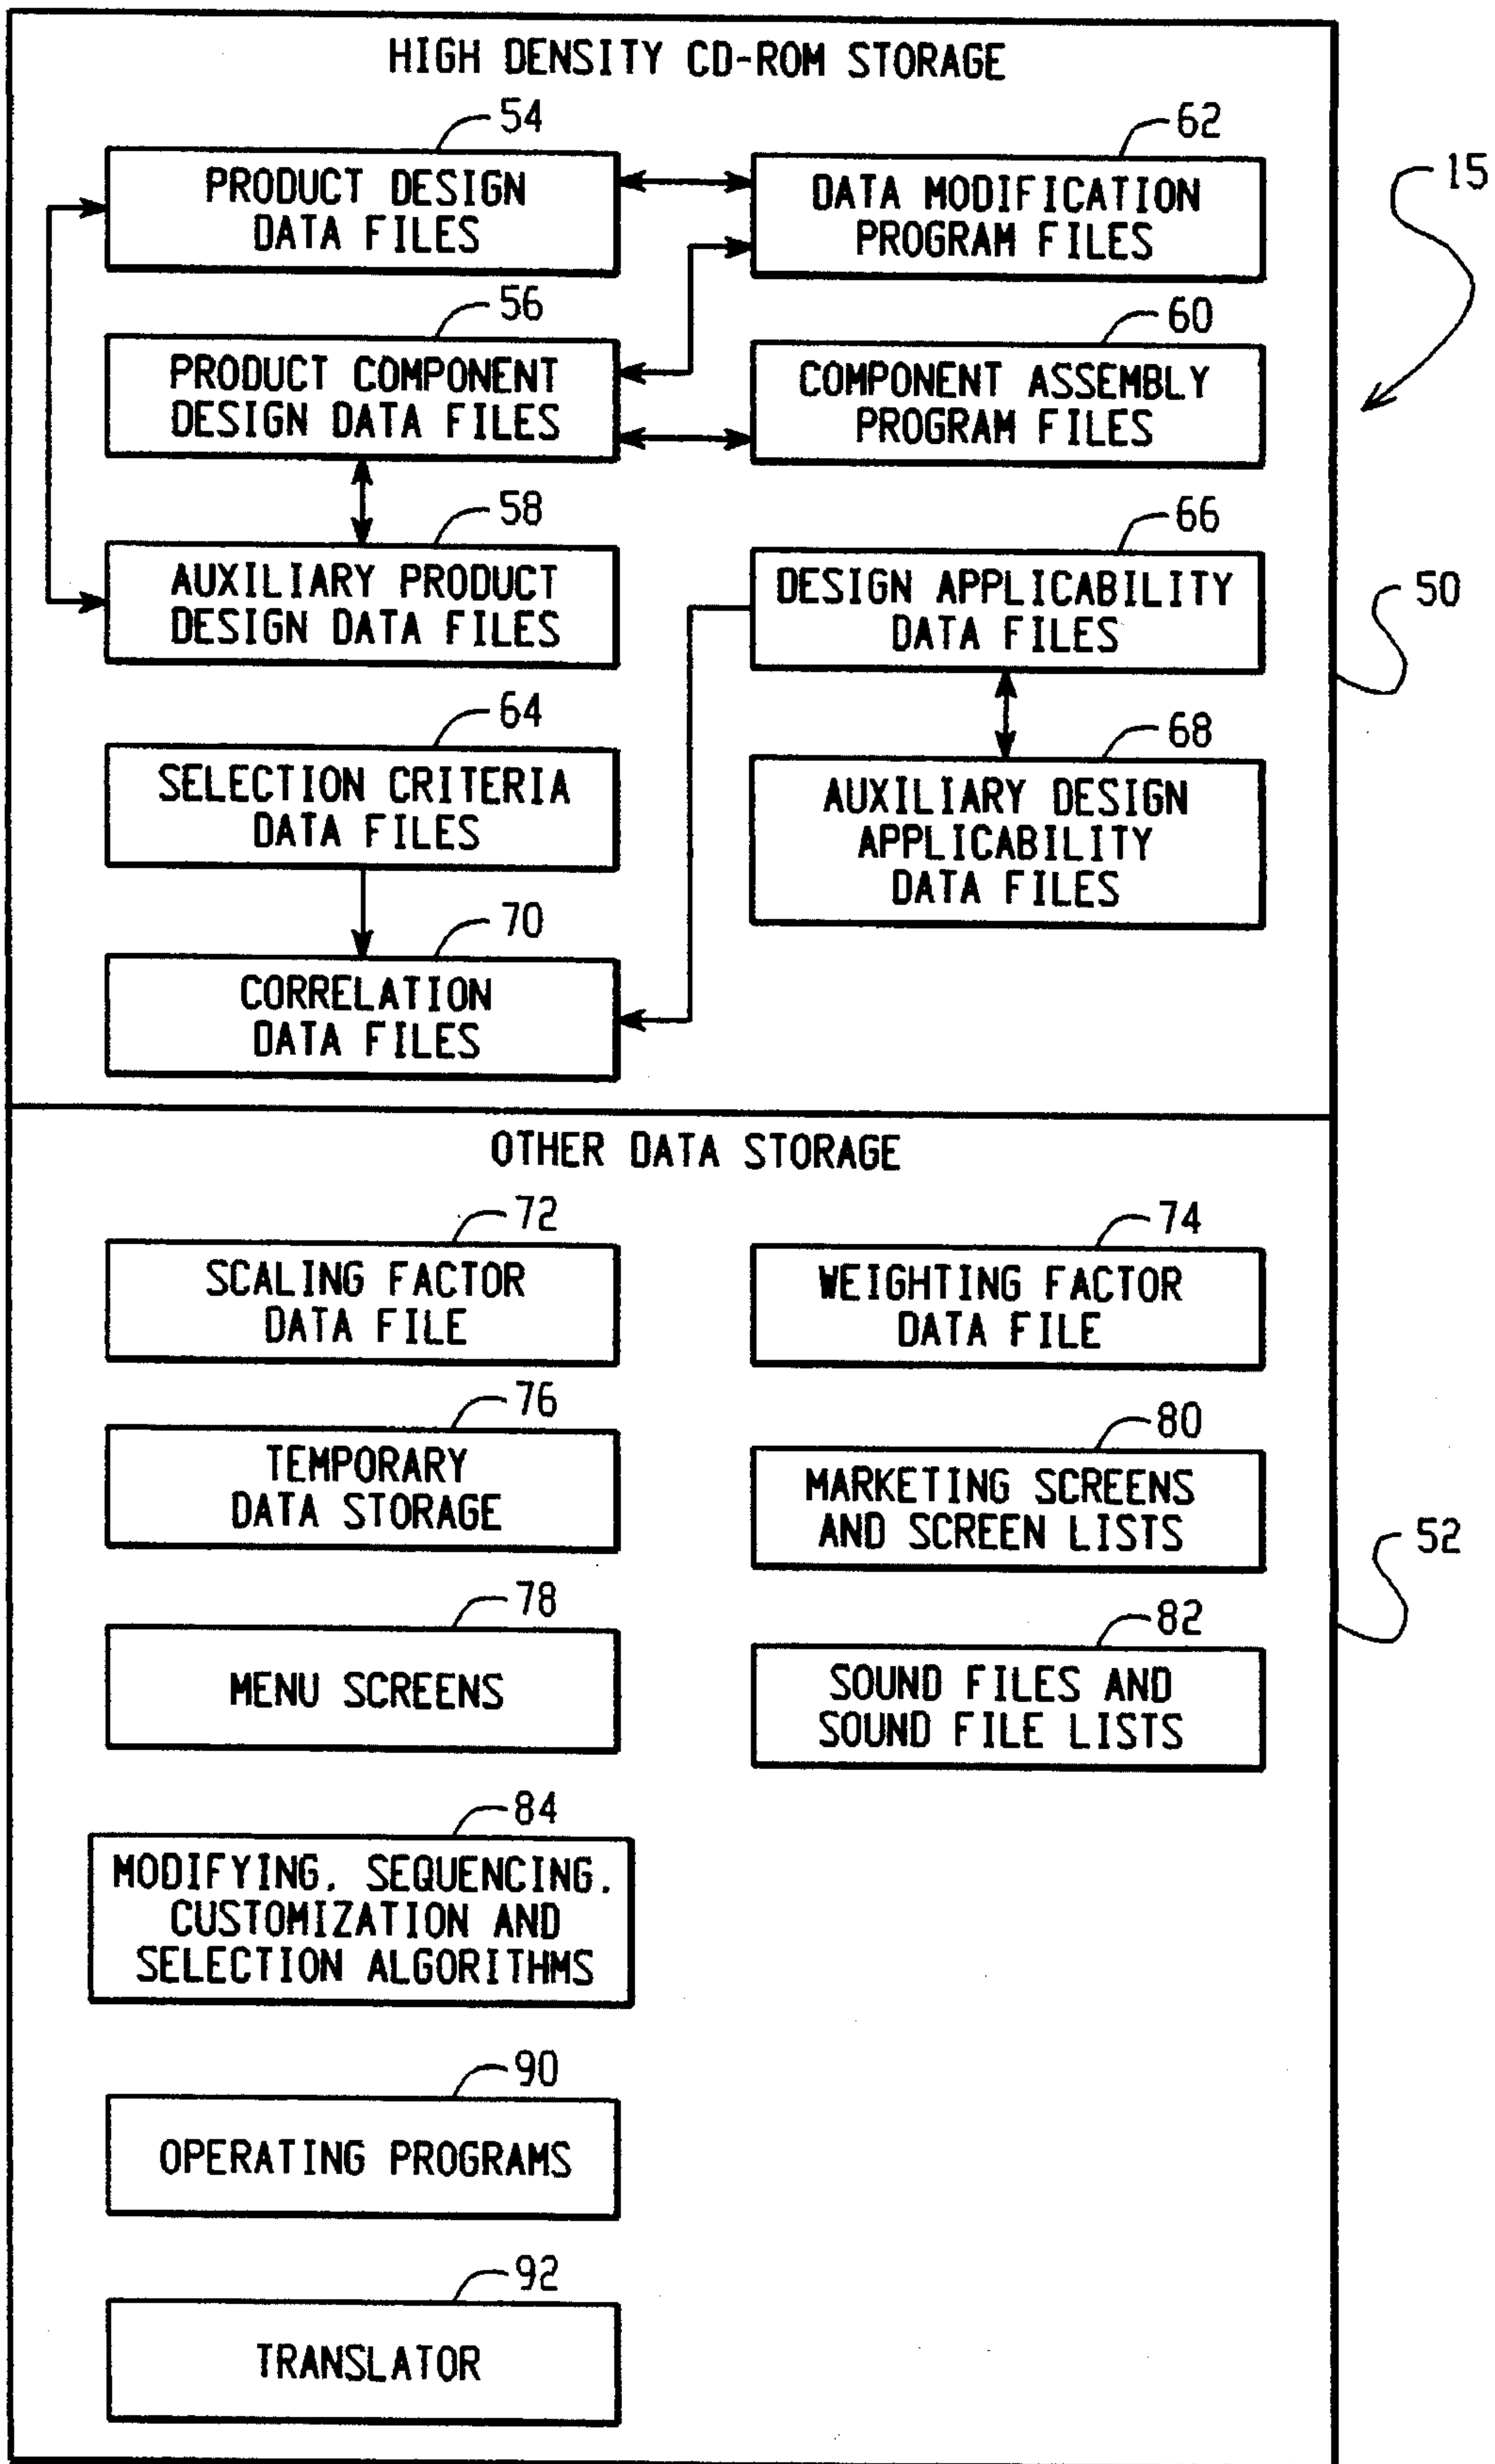 HIGH DENSITY CD-ROM STORAGE
54
PRODUCT DESIGN
DATA FILES
62
DATA MODIFICATION
PROGRAM FILES
15
56
PRODUCT COMPONENT
DESIGN DATA FILES
60
COMPONENT ASSEMBLY
PROGRAM FILES
58
AUXILIARY PRODUCT
DESIGN DATA FILES
66
DESIGN APPLICABILITY
DATA FILES
50
64
SELECTION CRITERIA
DATA FILES
68
AUXILIARY DESIGN
APPLICABILITY
DATA FILES
70
CORRELATION
DATA FILES
OTHER DATA STORAGE
72
SCALING FACTOR
DATA FILE
74
WEIGHTING FACTOR
DATA FILE
76
TEMPORARY
DATA STORAGE
80
MARKETING SCREENS
AND SCREEN LISTS
52
78
MENU SCREENS
82
SOUND FILES AND
SOUND FILE LISTS
84
MODIFYING, SEQUENCING,
CUSTOMIZATION AND
SELECTION ALGORITHMS
90
OPERATING PROGRAMS
92
TRANSLATOR